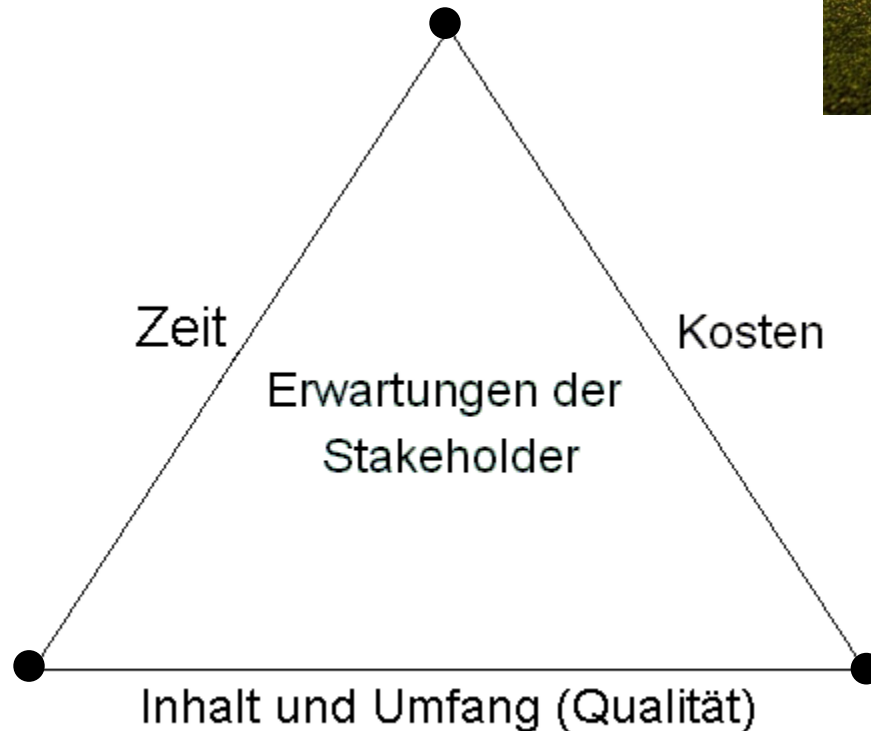 Zeit
Kosten
Erwartungen der
Stakeholder
Inhalt und Umfang (Qualität)